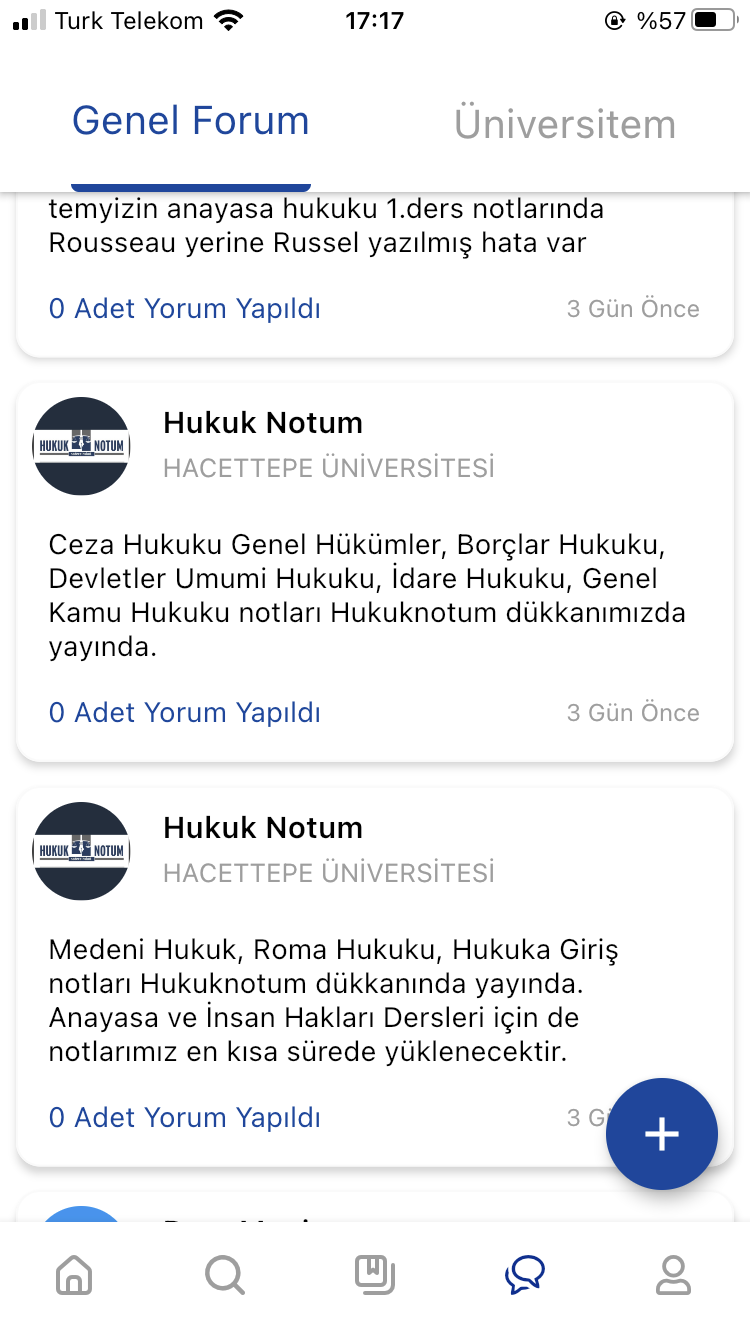 Turk Telekom
17:17
%57
Genel Forum
Üniversitem
temyizin anayasa hukuku 1.ders notlarında
Rousseau yerine Russel yazılmış hata var
0 Adet Yorum Yapıldı
3 Gün Önce
HUKUK NOTUM
Hukuk Notum
HACETTEPE ÜNİVERSİTESİ
Ceza Hukuku Genel Hükümler, Borçlar Hukuku,
Devletler Umumi Hukuku, İdare Hukuku, Genel
Kamu Hukuku notları Hukuknotum dükkanımızda
yayında.
0 Adet Yorum Yapıldı
3 Gün Önce
HUKUK NOTUM
Hukuk Notum
HACETTEPE ÜNİVERSİTESİ
Medeni Hukuk, Roma Hukuku, Hukuka Giriş
notları Hukuknotum dükkanında yayında.
Anayasa ve İnsan Hakları Dersleri için de
notlarımız en kısa sürede yüklenecektir.
0 Adet Yorum Yapıldı
3